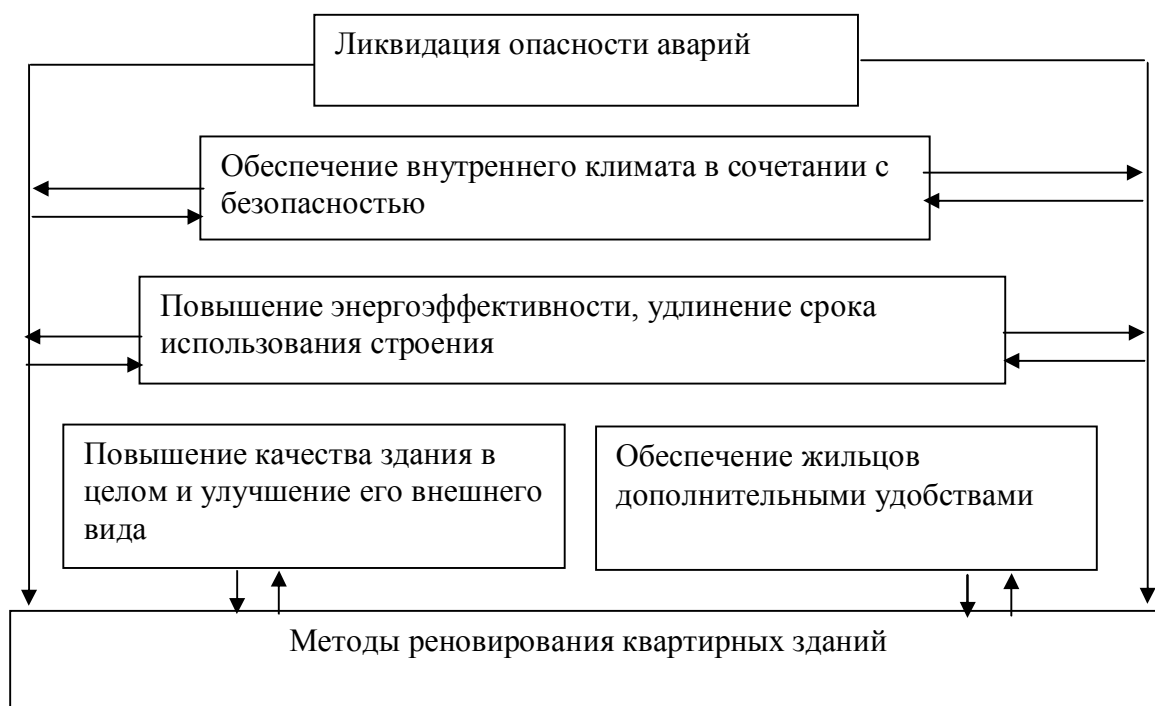 Ликвидация опасности аварий
Обеспечение внутреннего климата в сочетании с
безопасностью
Повышение энергоэффективности, удлинение срока
использования строения
Повышение качества здания в
целом и улучшение его внешнего
вида
Обеспечение жильцов
дополнительными удобствами
Методы реновирования квартирных зданий